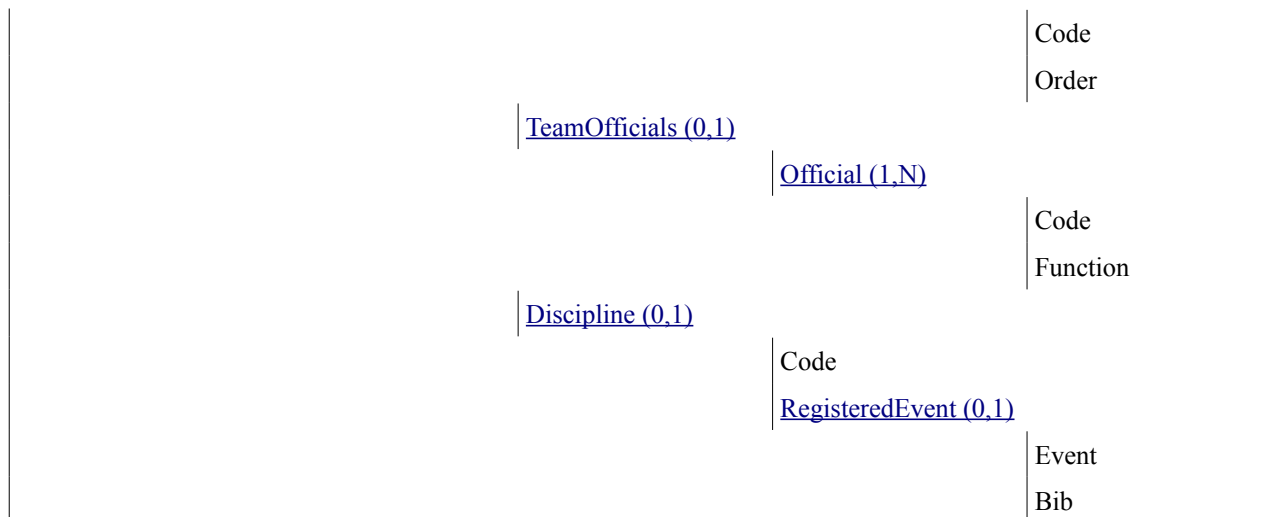 Code
Order
TeamOfficials (0,1)
Official (1,N)
Code
Function
Discipline (0,1)
Code
RegisteredEvent (0,1)
Event
Bib